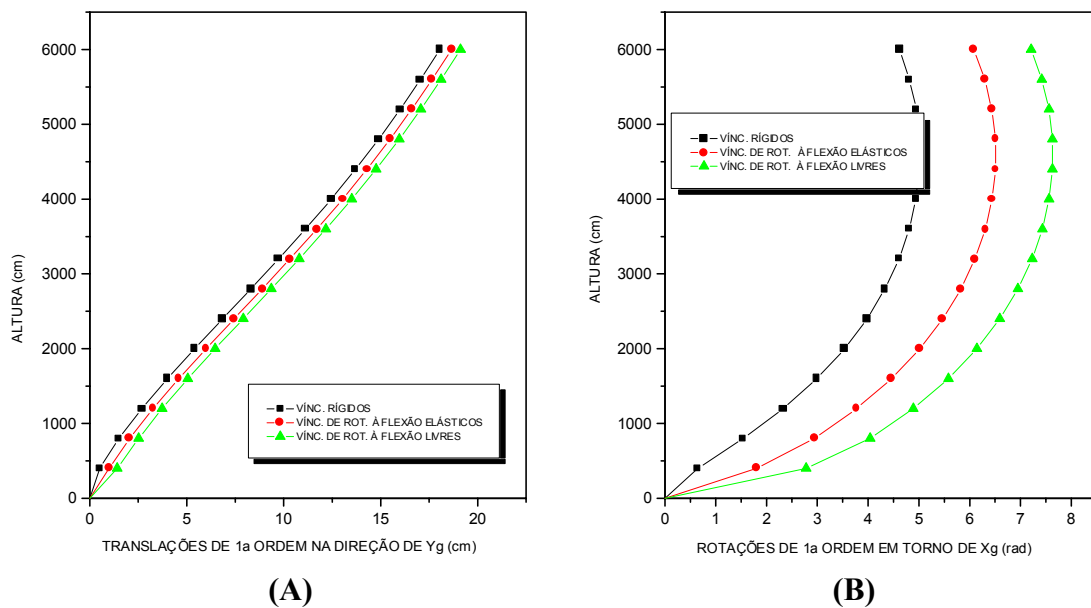 6000
5000
4000
3000
2000
1000
0
ALTURA (cm)
VÍNC. RÍGIDOS
VÍNC. DE ROT. À FLEXÃO ELÁSTICOS
VÍNC. DE ROT. À FLEXÃO LIVRES
0 5 10 15 20
TRANSLAÇÕES DE 1a ORDEM NA DIREÇÃO DE Yg (cm)
(A)
6000
5000
4000
3000
2000
1000
0
ALTURA (cm)
VÍNC. RÍGIDOS
VÍNC. DE ROT. À FLEXÃO ELÁSTICOS
VÍNC. DE ROT. À FLEXÃO LIVRES
0 1 2 3 4 5 6 7 8
ROTAÇÕES DE 1a ORDEM EM TORNO DE Xg (rad)
(B)